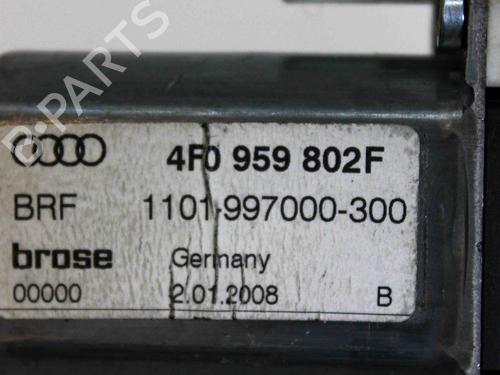 4F0 959 802F
BRF 1101-997000-300
brose Germany
00000 2.01.2008 B
B-PARTS